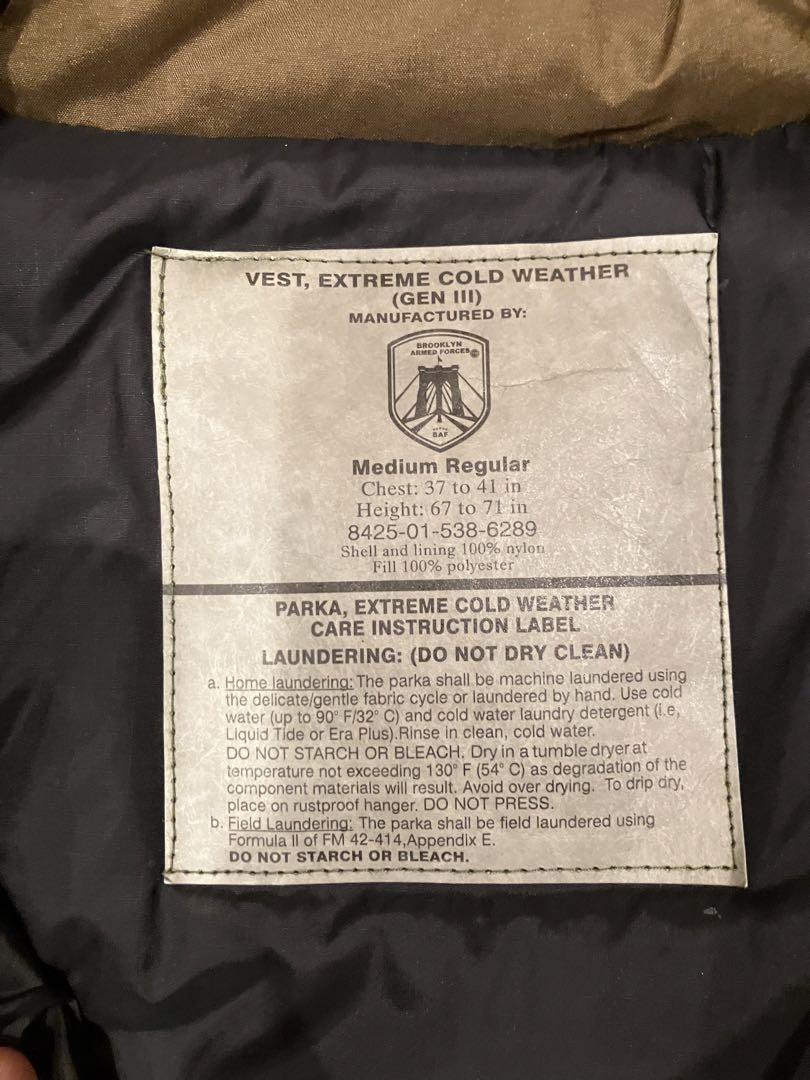 VEST, EXTREME COLD WEATHER
(GEN III)
MANUFACTURED BY:
BROOKLYN
ARMED FORCES
BAF
Medium Regular
Chest: 37 to 41 in
Height: 67 to 71 in
8425-01-538-6289
Shell and lining 100% nylon
Fill 100% polyester
PARKA, EXTREME COLD WEATHER
CARE INSTRUCTION LABEL
LAUNDERING: (DO NOT DRY CLEAN)
a. Home laundering: The parka shall be machine laundered using
the delicate/gentle fabric cycle or laundered by hand. Use cold
water (up to 90° F/32° C) and cold water laundry detergent (i.e,
Liquid Tide or Era Plus).Rinse in clean, cold water.
DO NOT STARCH OR BLEACH, Dry in a tumble dryer at
temperature not exceeding 130° F (54° C) as degradation of the
component materials will result. Avoid over drying. To drip dry,
place on rustproof hanger. DO NOT PRESS.
b. Field Laundering: The parka shall be field laundered using
Formula II of FM 42-414,Appendix E.
DO NOT STARCH OR BLEACH.